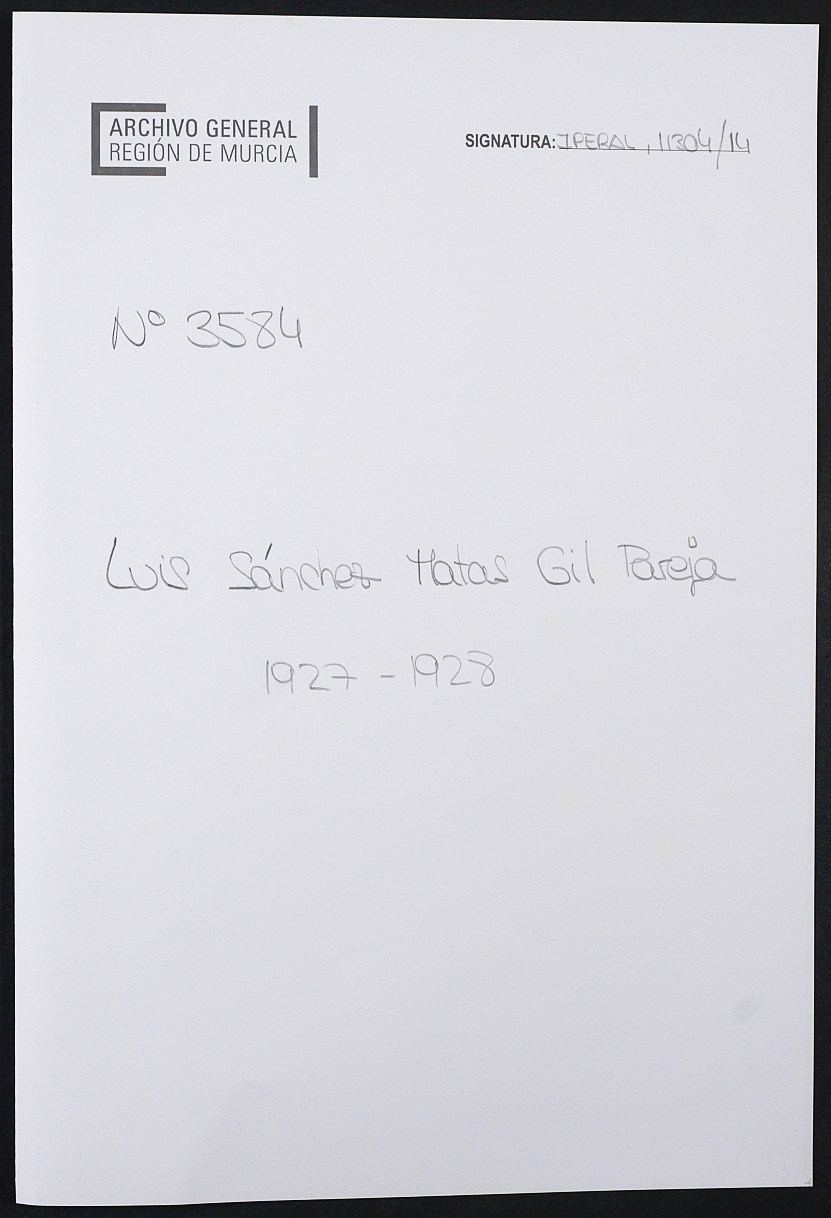 ARCHIVO GENERAL
REGIÓN DE MURCIA
SIGNATURA: IPERAL, 11304/14
Nº 3584
Luis Sánchez Matas Gil Pareja
1927 - 1928